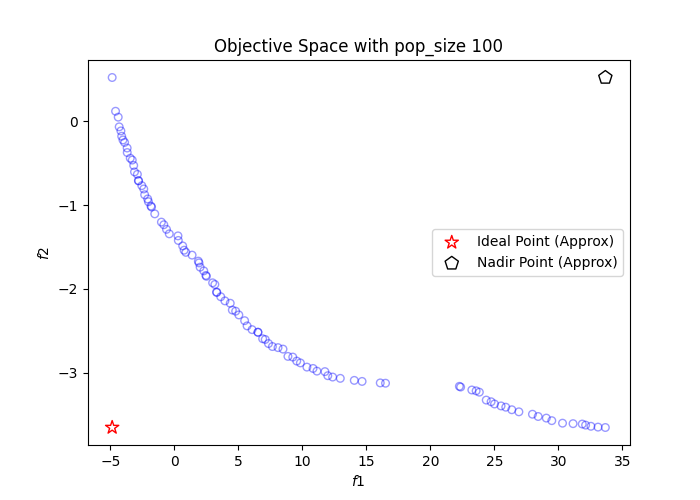 Objective Space with pop_size 100
0
−1
−2
−3
f2
Ideal Point (Approx)
Nadir Point (Approx)
−5
0
5
10
15
20
25
30
35
f1